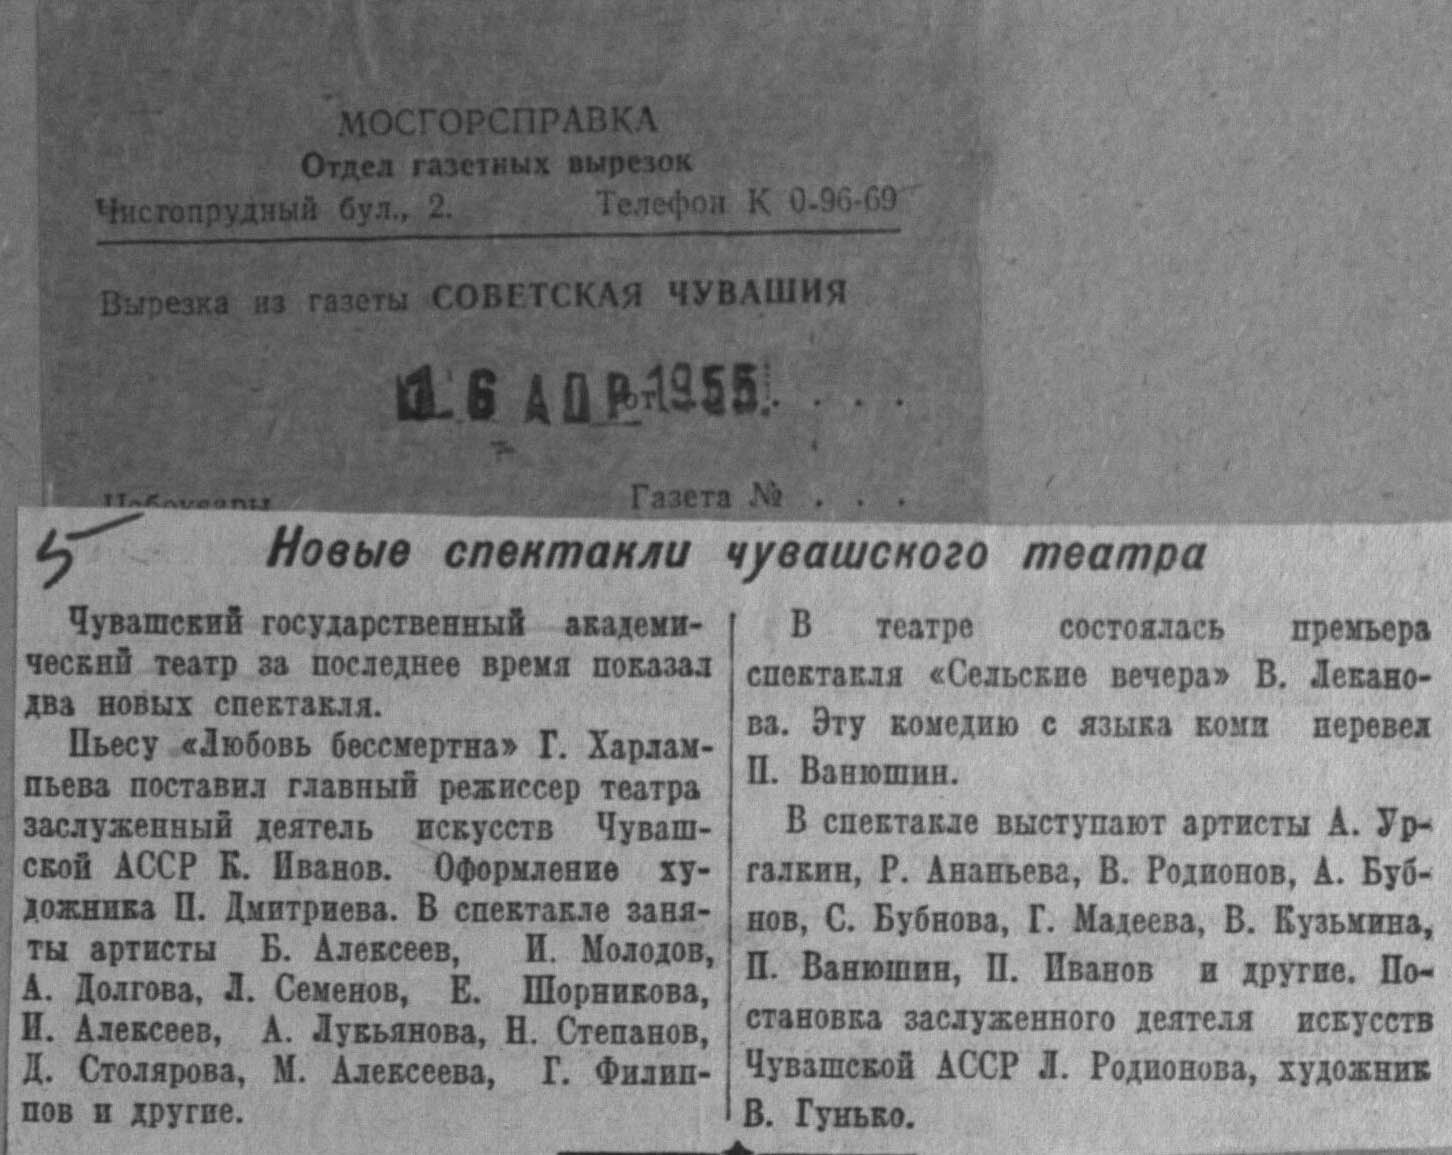 МОСГОРСПРАВКА
Отдел газетных вырезок
Чистопрудный бул., 2. Телефон К 0-96-69
Вырезка из газеты СОВЕТСКАЯ ЧУВАШИЯ
16 АПР 1955
от . . . .
Чебоксары
Газета № . . .
5
Новые спектакли чувашского театра
Чувашский государственный академи-
ческий театр за последнее время показал
два новых спектакля.
Пьесу «Любовь бессмертна» Г. Харлам-
пьева поставил главный режиссер театра
заслуженный деятель искусств Чуваш-
ской АССР К. Иванов. Оформление ху-
дожника П. Дмитриева. В спектакле заня-
ты артисты Б. Алексеев, И. Молодов,
А. Долгова, Л. Семенов, Е. Шорникова,
И. Алексеев, А. Лукьянова, Н. Степанов,
Д. Столярова, М. Алексеева, Г. Филип-
пов и другие.
В театре состоялась премьера
спектакля «Сельские вечера» В. Лекано-
ва. Эту комедию с языка коми перевел
П. Ванюшин.
В спектакле выступают артисты А. Ур-
галкин, Р. Ананьева, В. Родионов, А. Буб-
нов, С. Бубнова, Г. Мадеева, В. Кузьмина,
П. Ванюшин, П. Иванов и другие. По-
становка заслуженного деятеля искусств
Чувашской АССР Л. Родионова, художник
В. Гунько.